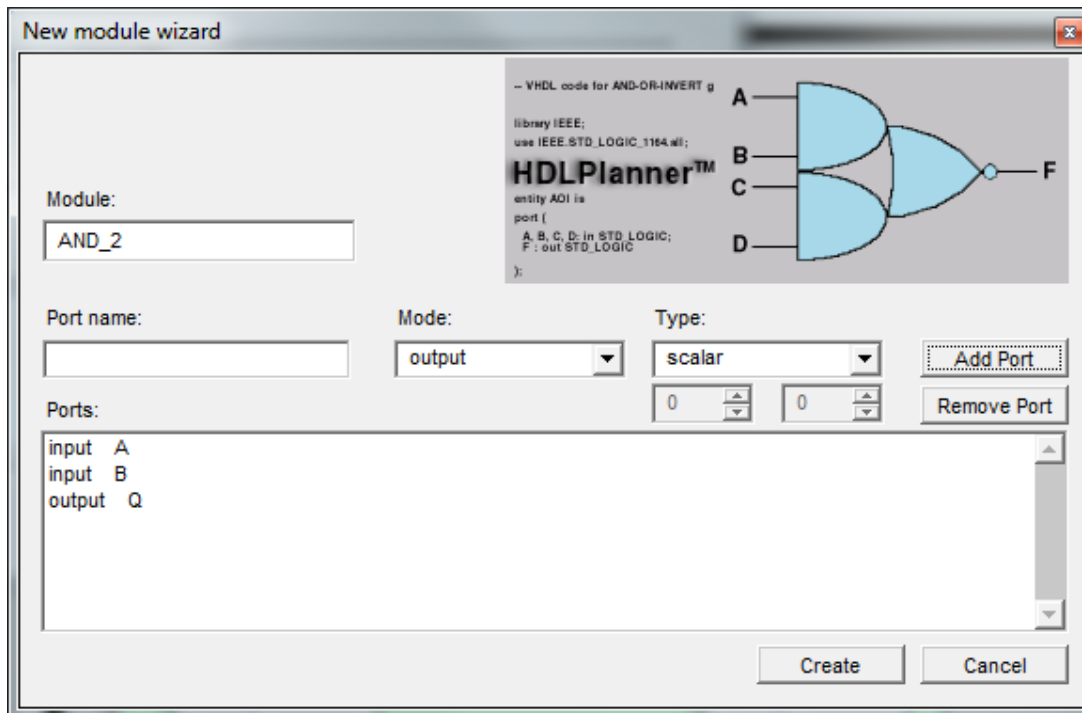 New module wizard
-- VHDL code for AND-OR-INVERT g
library IEEE;
use IEEE.STD_LOGIC_1164.all;
HDLPlanner™
entity AOI is
port (
A, B, C, D: in STD_LOGIC;
F : out STD_LOGIC
);
A
B
C
D
F
Module:
AND_2
Port name:
Mode:
Type:
output
scalar
Add Port
0
0
Remove Port
Ports:
input A
input B
output Q
Create
Cancel